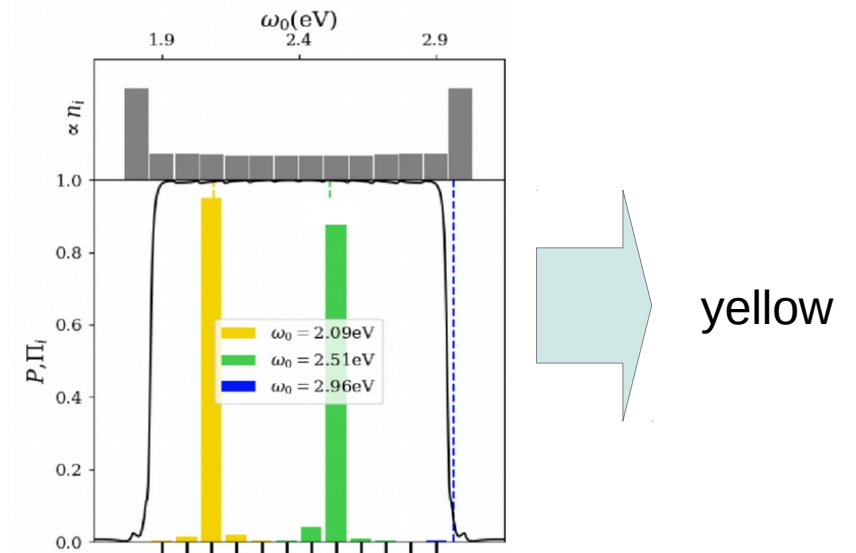 ω₀(eV)
1.9 2.4 2.9
∝ nᵢ
1.0
0.8
0.6
0.4
0.2
0.0
P,Πᵢ
ω₀ = 2.09eV
ω₀ = 2.51eV
ω₀ = 2.96eV
yellow